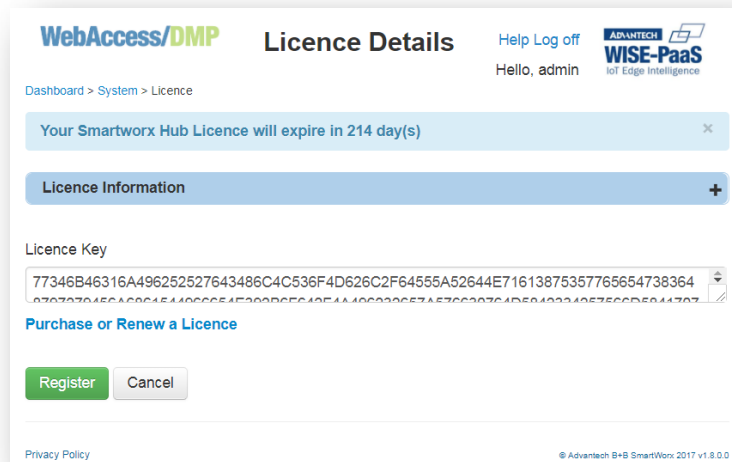 WebAccess/DMP
Licence Details
Help Log off
Hello, admin
ADVANTECH
WISE-PaaS
IoT Edge Intelligence
Dashboard > System > Licence
Your Smartworx Hub Licence will expire in 214 day(s)
×
Licence Information
+
Licence Key
77346B46316A496252527643486C4C536F4D626C2F64555A52644E71613875357765654738364
Purchase or Renew a Licence
Register
Cancel
Privacy Policy
© Advantech B+B SmartWorx 2017 v1.8.0.0